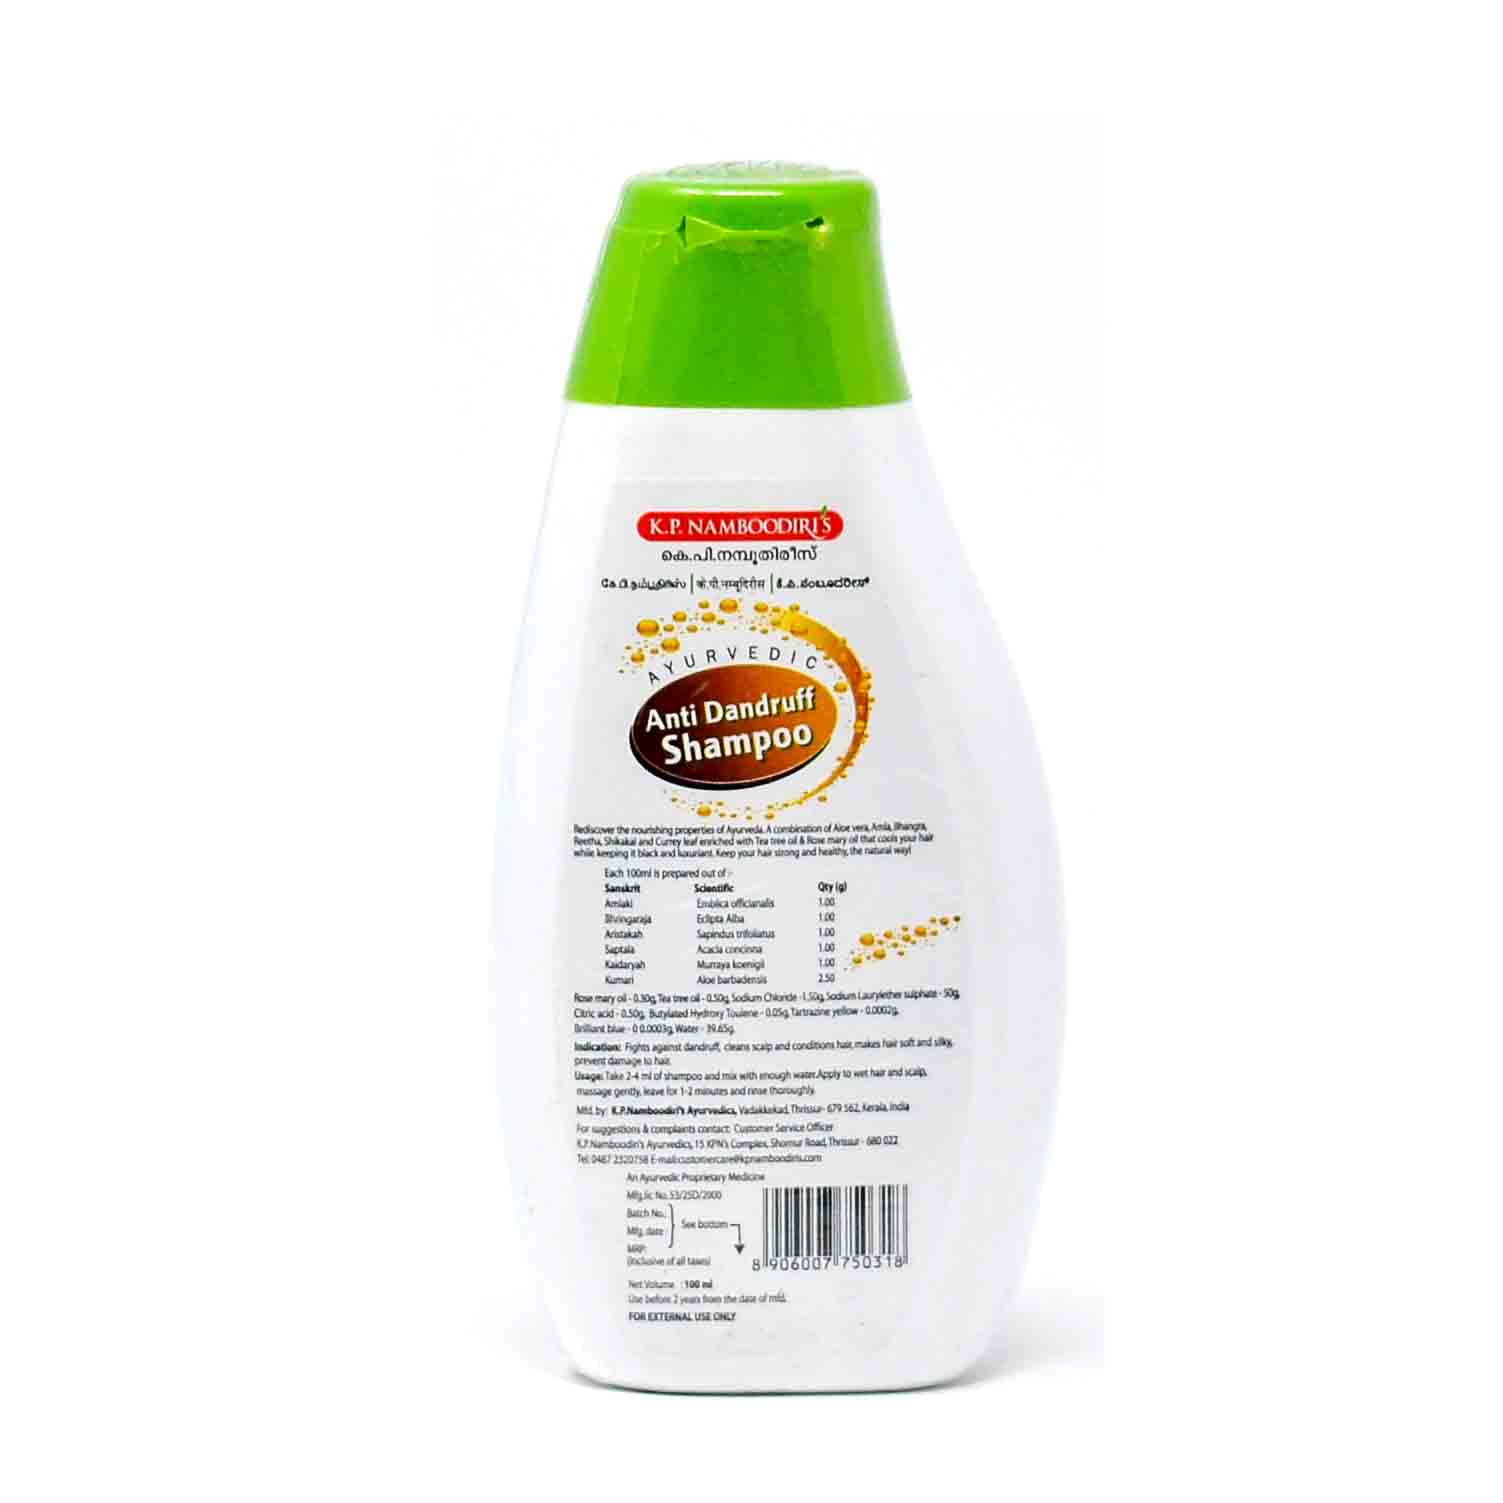 K.P. NAMBOODIRI'S
കെ.പി.നമ്പൂതിരീസ്
கே.பி.நம்பூதிரிஸ் | के.पी.नम्बूदिरीस |
AYURVEDIC
Anti Dandruff
Shampoo
Rediscover the nourishing properties of Ayurveda. A combination of Aloe vera, Amla, Bhangra,
Reetha, Shikakai and Currey leaf enriched with Tea tree oil & Rose mary oil that cools your hair
while keeping it black and luxuriant. Keep your hair strong and healthy, the natural way!
Each 100ml is prepared out of :-
Sanskrit Scientific Qty (g)
Amlaki Emblica officianalis 1.00
Bhringaraja Eclipta Alba 1.00
Aristakah Sapindus trifoliatus 1.00
Saptala Acacia concinna 1.00
Kaidaryah Murraya koenigii 1.00
Kumari Aloe barbadensis 2.50
Rose mary oil - 0.30g, Tea tree oil - 0.50g, Sodium Chloride -1.50g, Sodium Laurylether sulphate - 50g,
Citric acid - 0.50g, Butylated Hydroxy Toulene - 0.05g, Tartrazine yellow - 0.0002g,
Brilliant blue - 0 0.0003g, Water - 39.65g.
Indication: Fights against dandruff, cleans scalp and conditions hair, makes hair soft and silky,
prevent damage to hair.
Usage: Take 2-4 ml of shampoo and mix with enough water. Apply to wet hair and scalp,
massage gently, leave for 1-2 minutes and rinse thoroughly.
Mfd. by: K.P.Namboodiri's Ayurvedics, Vadakkekad, Thrissur- 679 562, Kerala, India
For suggestions & complaints contact: Customer Service Officer
K.P.Namboodiri's Ayurvedics, 15 KPN's Complex, Shornur Road, Thrissur - 680 022
Tel: 0487 2320758 E-mail:customercare@kpnamboodiris.com
An Ayurvedic Proprietary Medicine
Mfg.lic No. 53/25D/2000
Batch No.:
Mfg. date : See bottom
MRP:
(Inclusive of all taxes)
8 906007 750318
Net Volume : 100 ml
Use before 2 years from the date of mfd.
FOR EXTERNAL USE ONLY